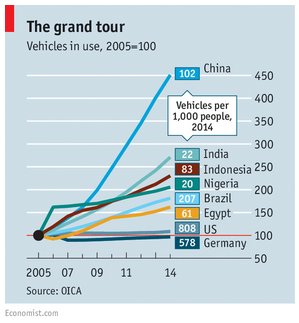 The grand tour
Vehicles in use, 2005=100
102 China
450
400
Vehicles per
1,000 people,
2014
350
300
22 India
250
83 Indonesia
20 Nigeria
200
207 Brazil
61 Egypt
150
808 US
100
578 Germany
50
2005 07 09 11 14
Source: OICA
Economist.com